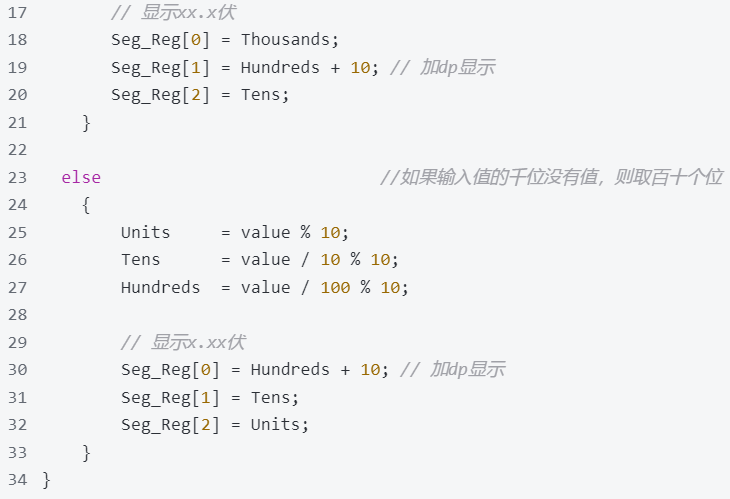 17 // 显示xx.x伏
18 Seg_Reg[0] = Thousands;
19 Seg_Reg[1] = Hundreds + 10; // 加dp显示
20 Seg_Reg[2] = Tens;
21 }
22
23 else //如果输入值的千位没有值，则取百十个位
24 {
25 Units = value % 10;
26 Tens = value / 10 % 10;
27 Hundreds = value / 100 % 10;
28
29 // 显示x.xx伏
30 Seg_Reg[0] = Hundreds + 10; // 加dp显示
31 Seg_Reg[1] = Tens;
32 Seg_Reg[2] = Units;
33 }
34 }